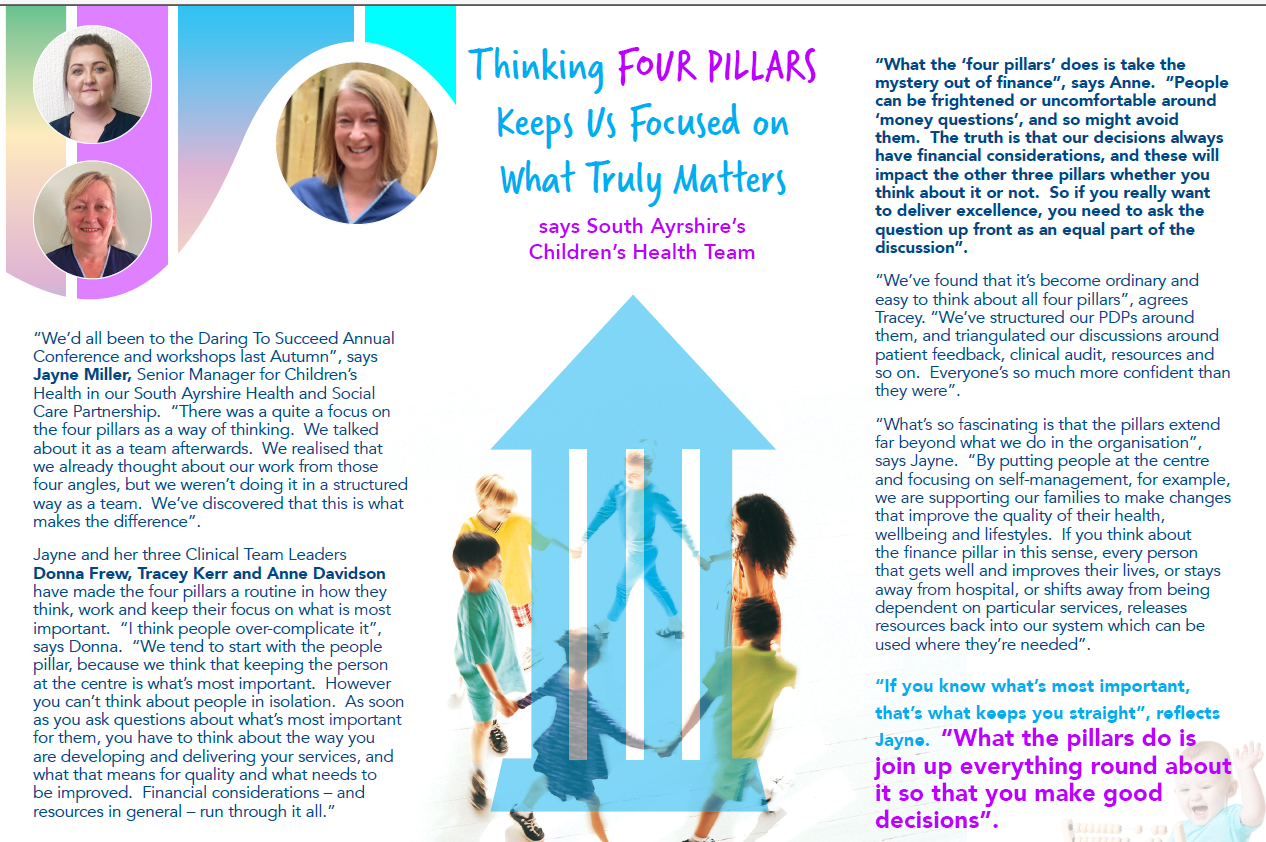 Thinking FOUR PILLARS
Keeps Us Focused on
What Truly Matters
says South Ayrshire’s
Children’s Health Team
“We’d all been to the Daring To Succeed Annual
Conference and workshops last Autumn”, says
Jayne Miller, Senior Manager for Children’s
Health in our South Ayrshire Health and Social
Care Partnership.  “There was a quite a focus on
the four pillars as a way of thinking.  We talked
about it as a team afterwards.  We realised that
we already thought about our work from those
four angles, but we weren’t doing it in a structured
way as a team.  We’ve discovered that this is what
makes the difference”.
Jayne and her three Clinical Team Leaders
Donna Frew, Tracey Kerr and Anne Davidson
have made the four pillars a routine in how they
think, work and keep their focus on what is most
important.  “I think people over-complicate it”,
says Donna.  “We tend to start with the people
pillar, because we think that keeping the person
at the centre is what’s most important.  However
you can’t think about people in isolation.  As soon
as you ask questions about what’s most important
for them, you have to think about the way you
are developing and delivering your services, and
what that means for quality and what needs to
be improved.  Financial considerations – and
resources in general – run through it all.”
“What the ‘four pillars’ does is take the
mystery out of finance”, says Anne.  “People
can be frightened or uncomfortable around
‘money questions’, and so might avoid
them.  The truth is that our decisions always
have financial considerations, and these will
impact the other three pillars whether you
think about it or not.  So if you really want
to deliver excellence, you need to ask the
question up front as an equal part of the
discussion”.
“We’ve found that it’s become ordinary and
easy to think about all four pillars”, agrees
Tracey. “We’ve structured our PDPs around
them, and triangulated our discussions around
patient feedback, clinical audit, resources and
so on.  Everyone’s so much more confident than
they were”.
“What’s so fascinating is that the pillars extend
far beyond what we do in the organisation”,
says Jayne.  “By putting people at the centre
and focusing on self-management, for example,
we are supporting our families to make changes
that improve the quality of their health,
wellbeing and lifestyles.  If you think about
the finance pillar in this sense, every person
that gets well and improves their lives, or stays
away from hospital, or shifts away from being
dependent on particular services, releases
resources back into our system which can be
used where they’re needed”.
“If you know what’s most important,
that’s what keeps you straight”, reflects
Jayne.  “What the pillars do is
join up everything round about
it so that you make good
decisions”.